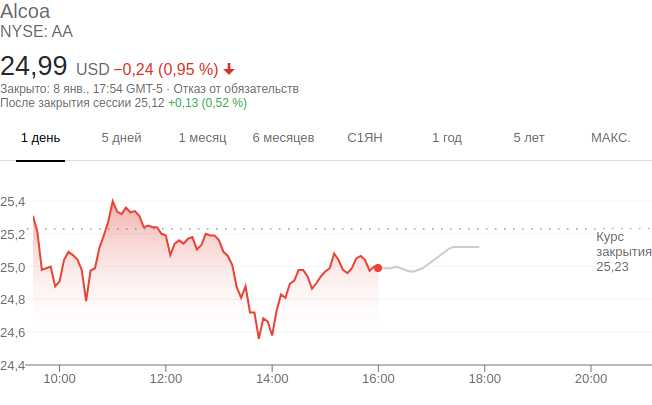 Alcoa
NYSE: AA
24,99 USD −0,24 (0,95 %)
Закрыто: 8 янв., 17:54 GMT-5 · Отказ от обязательств
После закрытия сессии 25,12 +0,13 (0,52 %)
1 день 5 дней 1 месяц 6 месяцев С1ЯН 1 год 5 лет МАКС.
25,4
25,2
25,0
24,8
24,6
24,4
Курс
закрытия
25,23
10:00 12:00 14:00 16:00 18:00 20:00